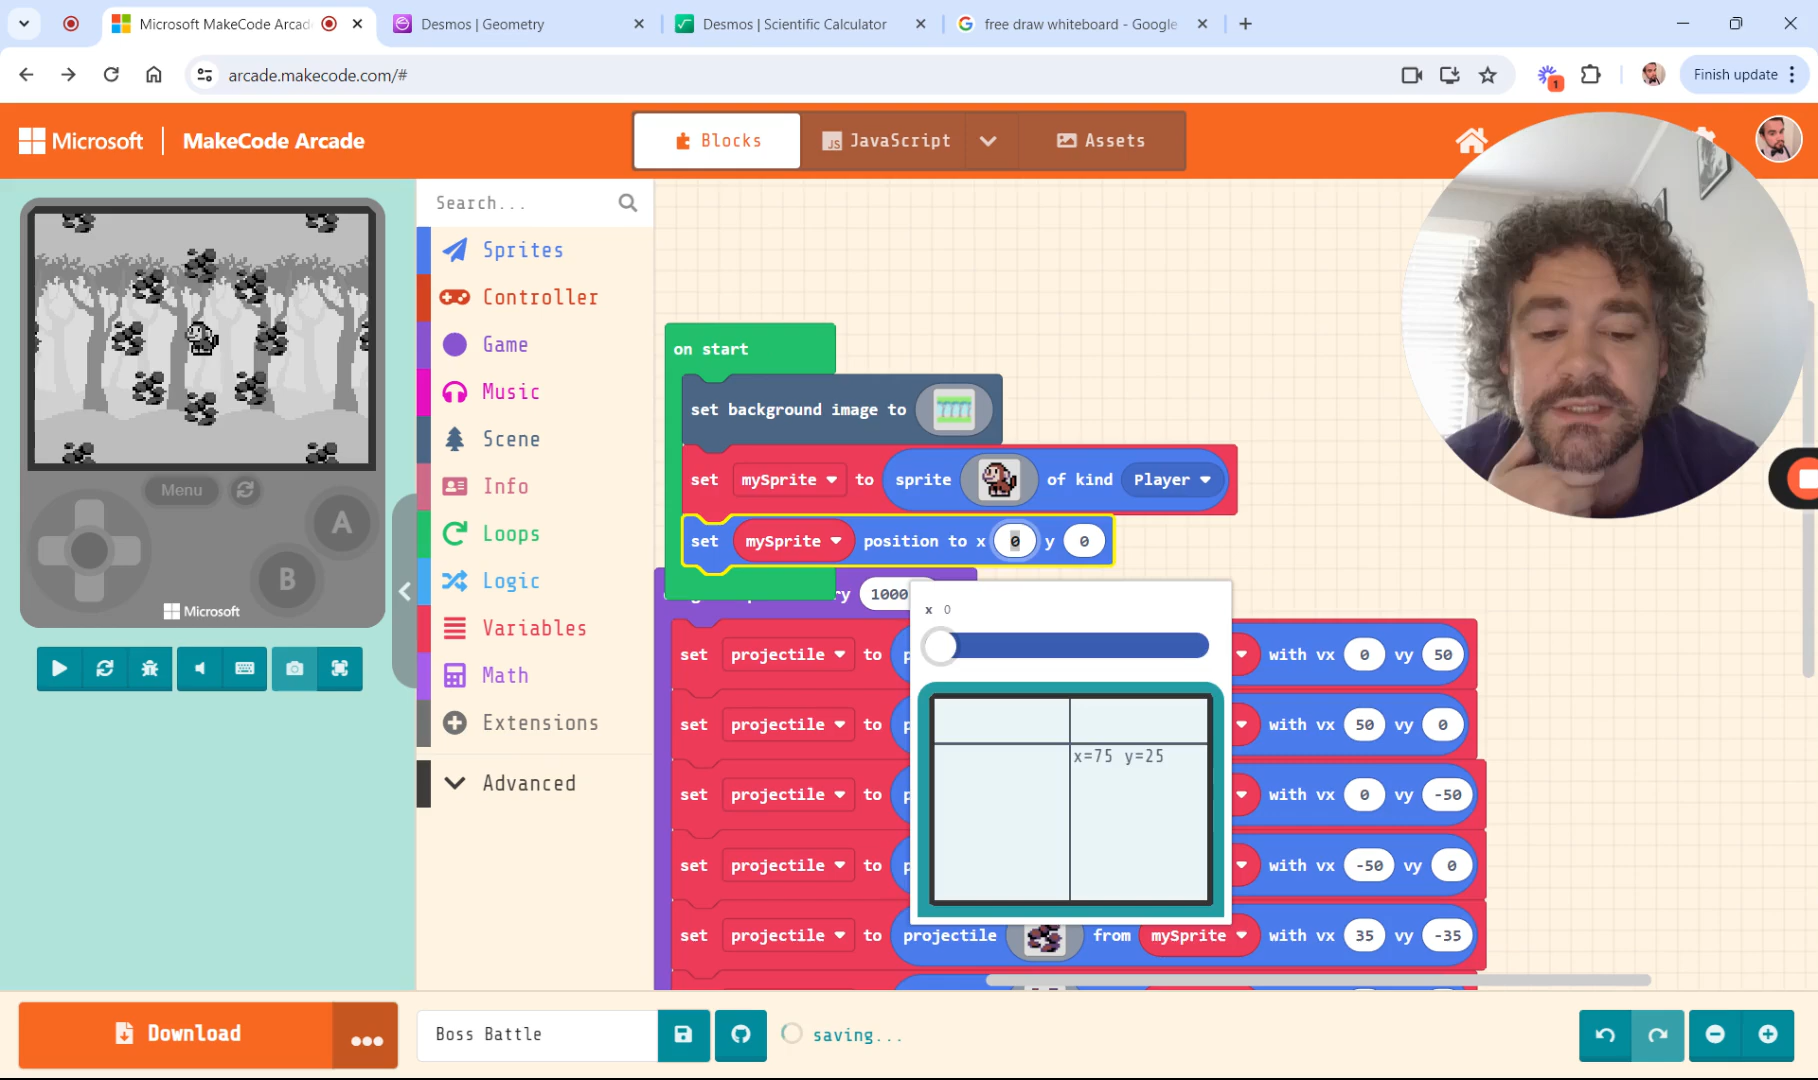 Microsoft MakeCode Arcade
Desmos | Geometry
Desmos | Scientific Calculator
free draw whiteboard - Google
arcade.makecode.com/#
1
Finish update
Microsoft
MakeCode Arcade
Blocks
JS JavaScript
Assets
Search...
Sprites
Controller
Game
Music
Scene
Info
Loops
Logic
Variables
Math
Extensions
Advanced
Menu
A
B
Microsoft
on start
set background image to
set mySprite to sprite of kind Player
set mySprite position to x 0 y 0
1000
x 0
x=75 y=25
set projectile to with vx 0 vy 50
set projectile to with vx 50 vy 0
set projectile to with vx 0 vy -50
set projectile to with vx -50 vy 0
set projectile to projectile from mySprite with vx 35 vy -35
Download
Boss Battle
saving...